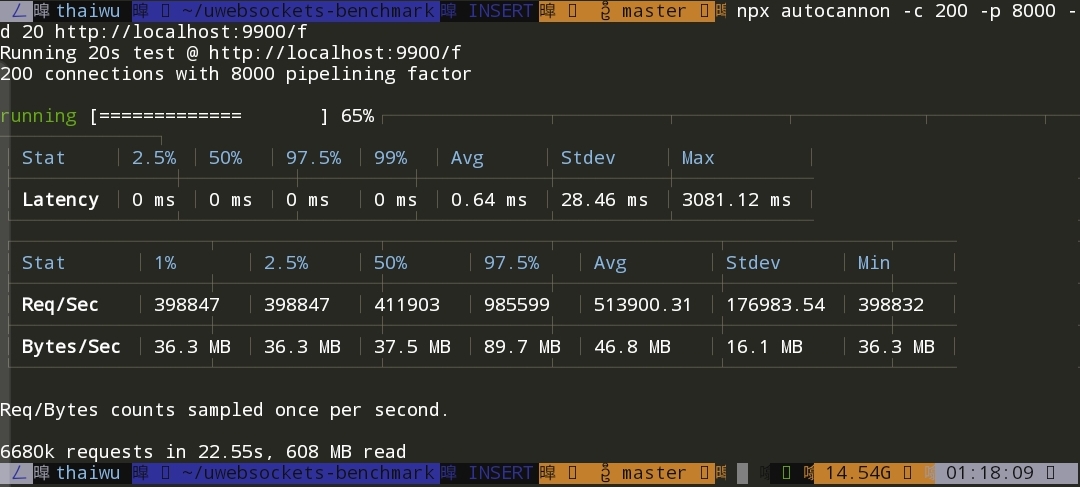 thaiwu ~/uwebsockets-benchmark INSERT master npx autocannon -c 200 -p 8000 -
d 20 http://localhost:9900/f
Running 20s test @ http://localhost:9900/f
200 connections with 8000 pipelining factor
running [============= ] 65%
Stat 2.5% 50% 97.5% 99% Avg Stdev Max
Latency 0 ms 0 ms 0 ms 0 ms 0.64 ms 28.46 ms 3081.12 ms
Stat 1% 2.5% 50% 97.5% Avg Stdev Min
Req/Sec 398847 398847 411903 985599 513900.31 176983.54 398832
Bytes/Sec 36.3 MB 36.3 MB 37.5 MB 89.7 MB 46.8 MB 16.1 MB 36.3 MB
Req/Bytes counts sampled once per second.
6680k requests in 22.55s, 608 MB read
thaiwu ~/uwebsockets-benchmark INSERT master 14.54G 01:18:09